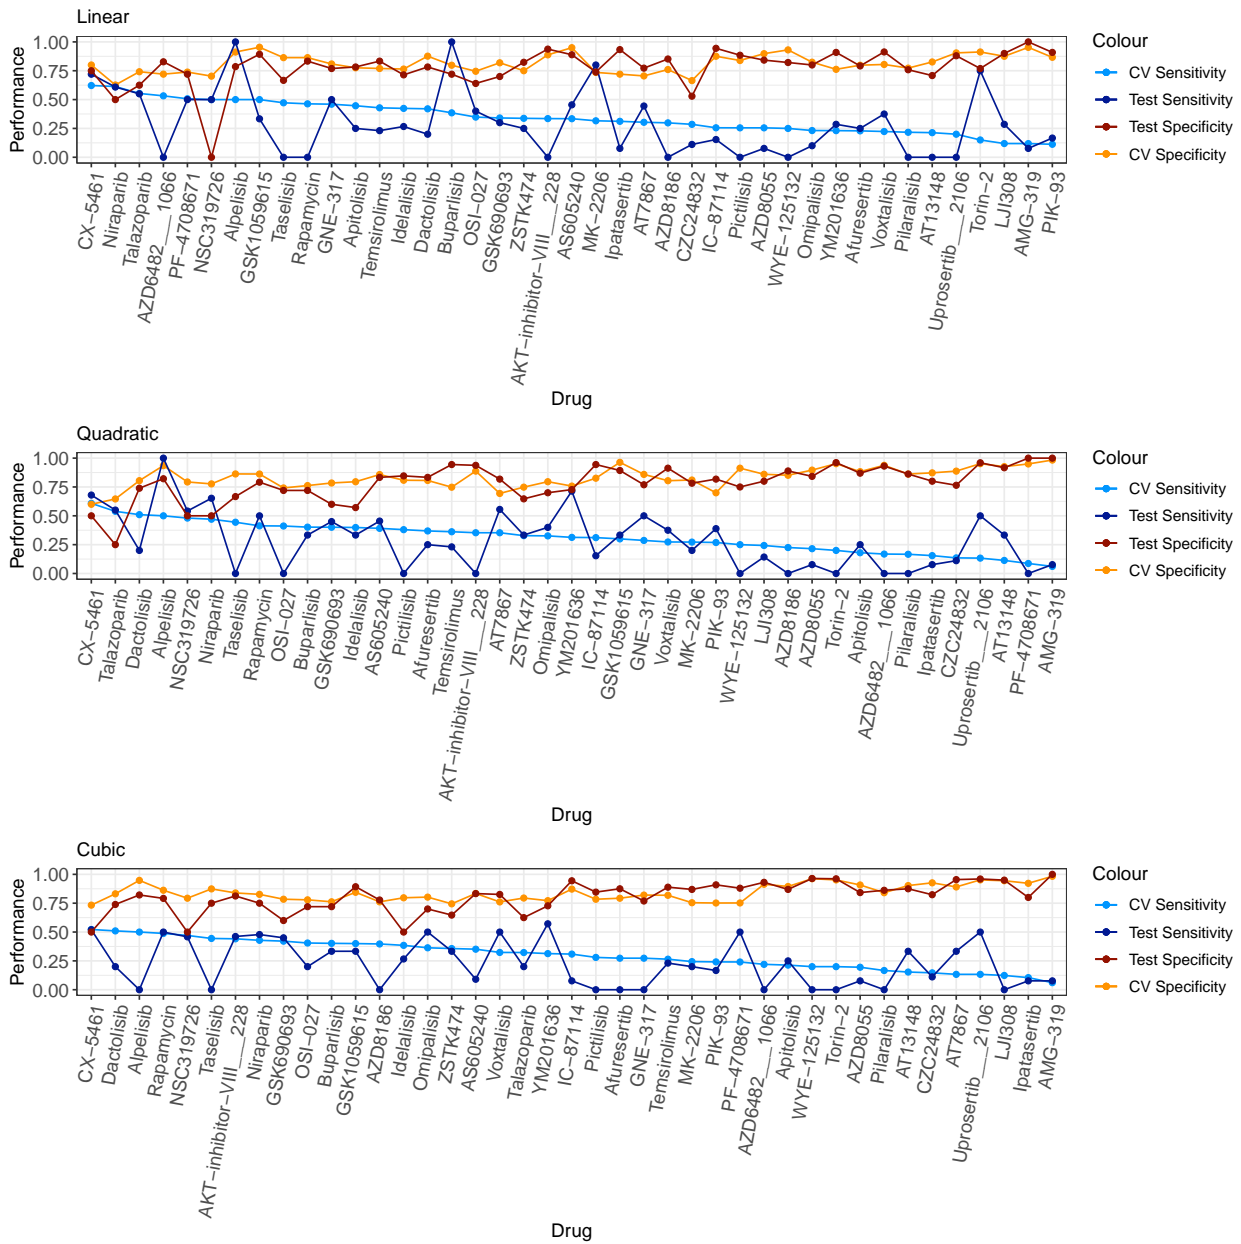 Linear
Performance
1.00
0.75
0.50
0.25
0.00
CX−5461
Niraparib
Talazoparib
AZD6482___1066
PF−4708671
NSC319726
Alpelisib
GSK1059615
Taselisib
Rapamycin
GNE−317
Apitolisib
Temsirolimus
Idelalisib
Dactolisib
Buparlisib
OSI−027
GSK690693
ZSTK474
AKT−inhibitor−VIII___228
AS605240
MK−2206
Ipatasertib
AT7867
AZD8186
CZC24832
IC−87114
Pictilisib
AZD8055
WYE−125132
Omipalisib
YM201636
Afuresertib
Voxtalisib
Pilaralisib
AT13148
Uprosertib___2106
Torin−2
LJI308
AMG−319
PIK−93
Drug
Colour
CV Sensitivity
Test Sensitivity
Test Specificity
CV Specificity
Quadratic
Performance
1.00
0.75
0.50
0.25
0.00
CX−5461
Talazoparib
Dactolisib
Alpelisib
NSC319726
Niraparib
Taselisib
Rapamycin
OSI−027
Buparlisib
GSK690693
Idelalisib
AS605240
Pictilisib
Afuresertib
Temsirolimus
AKT−inhibitor−VIII___228
AT7867
ZSTK474
Omipalisib
YM201636
IC−87114
GSK1059615
GNE−317
Voxtalisib
MK−2206
PIK−93
WYE−125132
LJI308
AZD8186
AZD8055
Torin−2
Apitolisib
AZD6482___1066
Pilaralisib
Ipatasertib
CZC24832
Uprosertib___2106
AT13148
PF−4708671
AMG−319
Drug
Colour
CV Sensitivity
Test Sensitivity
Test Specificity
CV Specificity
Cubic
Performance
1.00
0.75
0.50
0.25
0.00
CX−5461
Dactolisib
Alpelisib
Rapamycin
NSC319726
Taselisib
AKT−inhibitor−VIII___228
Niraparib
GSK690693
OSI−027
Buparlisib
GSK1059615
AZD8186
Idelalisib
Omipalisib
ZSTK474
AS605240
Voxtalisib
Talazoparib
YM201636
IC−87114
Pictilisib
Afuresertib
GNE−317
Temsirolimus
MK−2206
PIK−93
PF−4708671
AZD6482___1066
Apitolisib
WYE−125132
Torin−2
AZD8055
Pilaralisib
AT13148
CZC24832
AT7867
Uprosertib___2106
LJI308
Ipatasertib
AMG−319
Drug
Colour
CV Sensitivity
Test Sensitivity
Test Specificity
CV Specificity